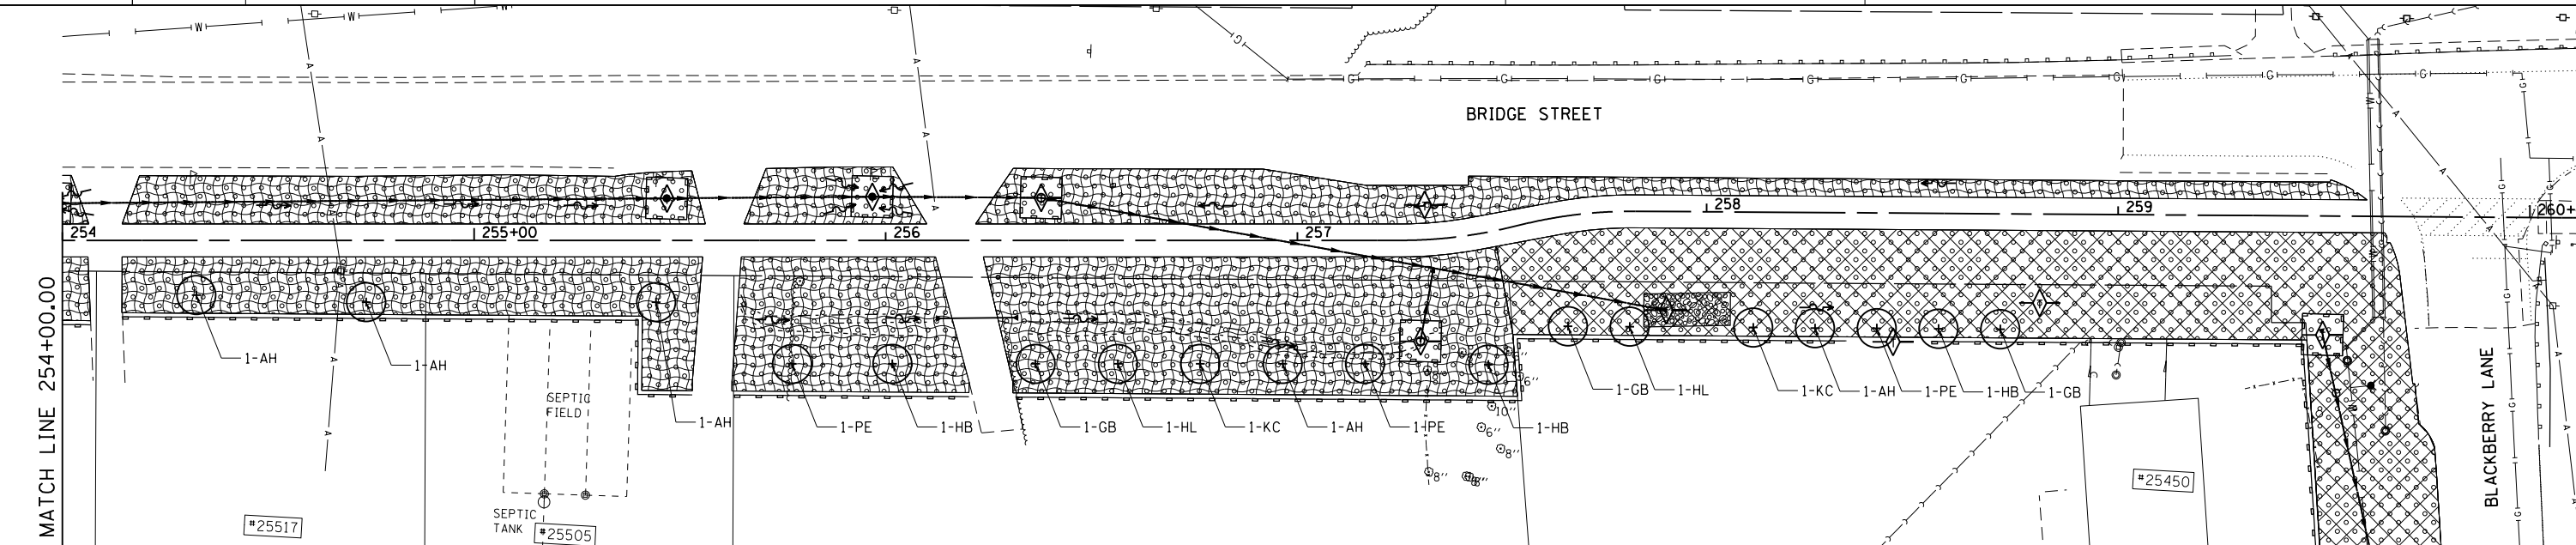 W
W
W
A
A
G
G
G
G
G
G
G
G
G
G
W
A
A
A
A
BRIDGE STREET
254
255+00
256
257
258
259
260+
MATCH LINE 254+00.00
1-AH
1-AH
1-AH
1-PE
1-HB
1-GB
1-HL
1-KC
1-AH
1-PE
1-HB
1-GB
1-HL
1-KC
1-AH
1-PE
1-HB
1-GB
6''
10''
6''
8''
8''
SEPTIC
FIELD
SEPTIC
TANK
#25517
#25505
#25450
BLACKBERRY LANE